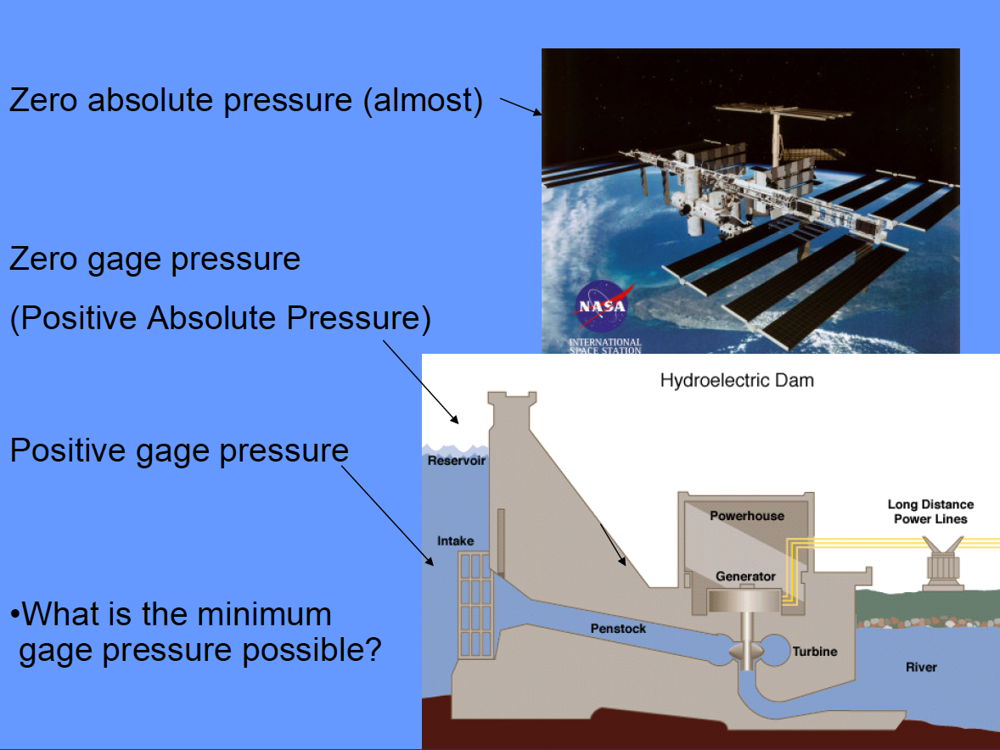 Zero absolute pressure (almost)
NASA
INTERNATIONAL
SPACE STATION
Zero gage pressure
(Positive Absolute Pressure)
Positive gage pressure
•What is the minimum
gage pressure possible?
Hydroelectric Dam
Reservoir
Intake
Powerhouse
Generator
Long Distance
Power Lines
Penstock
Turbine
River